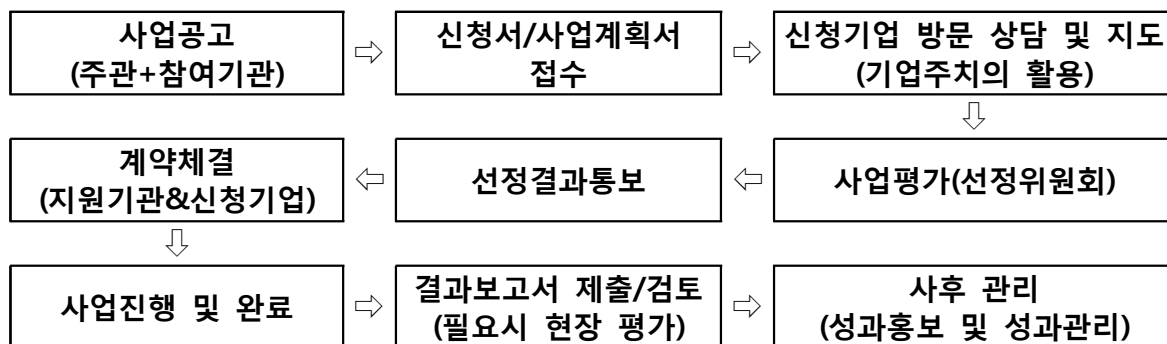 사업공고
(주관+참여기관)
신청서/사업계획서
접수
신청기업 방문 상담 및 지도
(기업주치의 활용)
사업평가(선정위원회)
선정결과통보
계약체결
(지원기관&신청기업)
사업진행 및 완료
결과보고서 제출/검토
(필요시 현장 평가)
사후 관리
(성과홍보 및 성과관리)